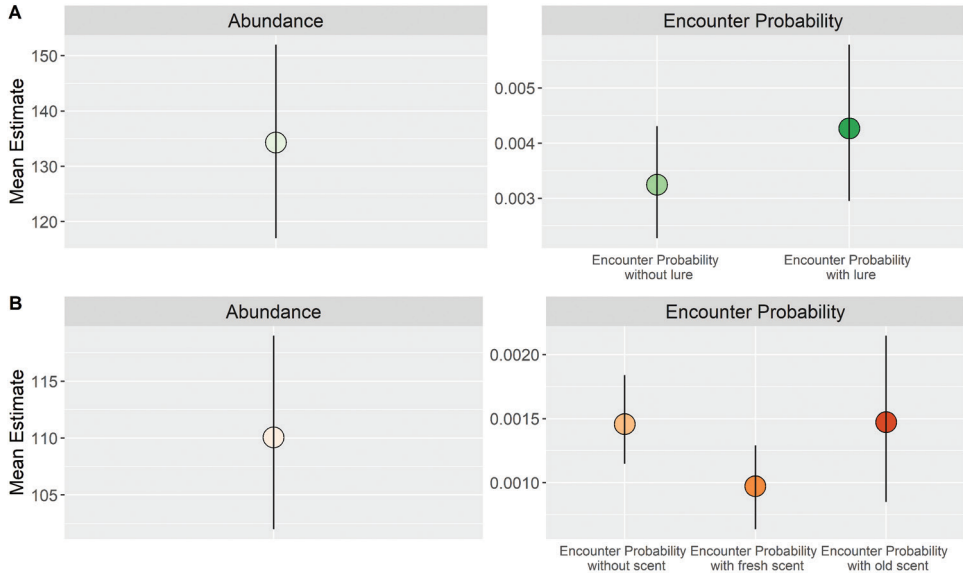 A
Abundance
Encounter Probability
Mean Estimate
150
140
130
120
0.005
0.004
0.003
Encounter Probability
without lure
Encounter Probability
with lure
B
Abundance
Encounter Probability
Mean Estimate
115
110
105
0.0020
0.0015
0.0010
Encounter Probability
without scent
Encounter Probability
with fresh scent
Encounter Probability
with old scent